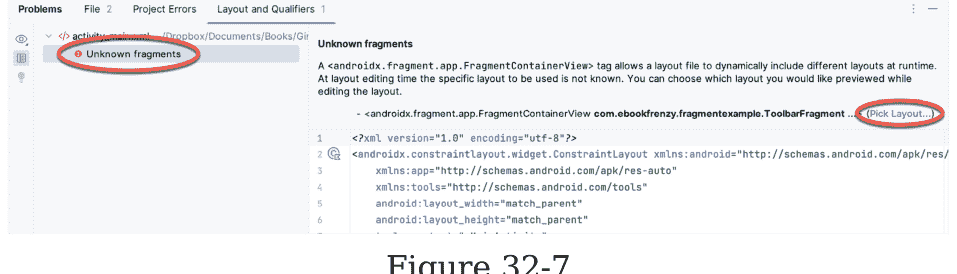 Problems File 2 Project Errors Layout and Qualifiers 1
</> /Dropbox/Documents/Books/
Unknown fragments
Unknown fragments
A <androidx.fragment.app.FragmentContainerView> tag allows a layout file to dynamically include different layouts at runtime.
At layout editing time the specific layout to be used is not known. You can choose which layout you would like previewed while
editing the layout.
- <androidx.fragment.app.FragmentContainerView com.ebookfrenzy.fragmentexample.ToolbarFragment ... (Pick Layout...)
1 <?xml version="1.0" encoding="utf-8"?>
2 <androidx.constraintlayout.widget.ConstraintLayout xmlns:android="http://schemas.android.com/apk/res/
3 xmlns:app="http://schemas.android.com/apk/res-auto"
4 xmlns:tools="http://schemas.android.com/tools"
5 android:layout_width="match_parent"
6 android:layout_height="match_parent"
Figure 32-7